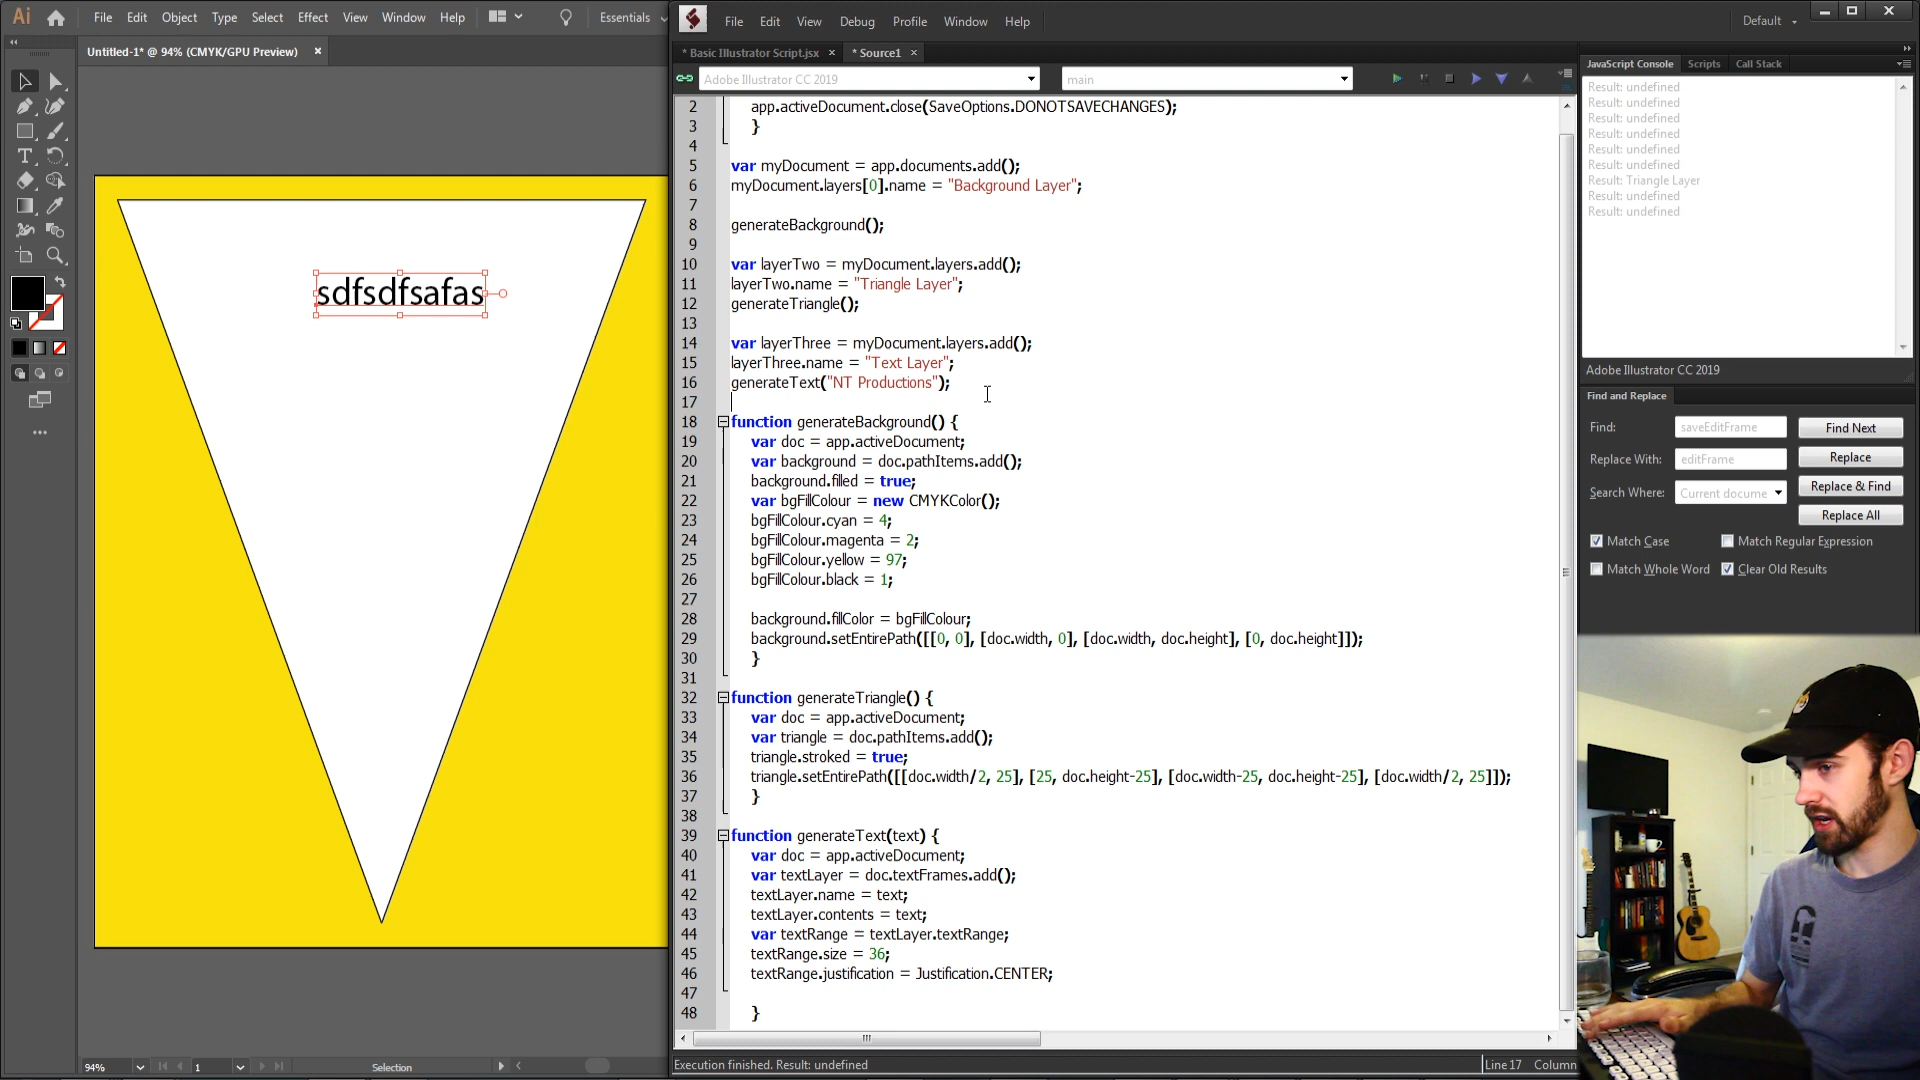 Ai File Edit Object Type Select Effect View Window Help Essentials
Untitled-1* @ 94% (CMYK/GPU Preview) ×
T
sdfsdfsafas
94% 1 Selection
File Edit View Debug Profile Window Help Default
* Basic Illustrator Script.jsx × * Source1 ×
Adobe Illustrator CC 2019 main
2 app.activeDocument.close(SaveOptions.DONOTSAVECHANGES);
3 }
4
5 var myDocument = app.documents.add();
6 myDocument.layers[0].name = "Background Layer";
7
8 generateBackground();
9
10 var layerTwo = myDocument.layers.add();
11 layerTwo.name = "Triangle Layer";
12 generateTriangle();
13
14 var layerThree = myDocument.layers.add();
15 layerThree.name = "Text Layer";
16 generateText("NT Productions");
17
18 function generateBackground() {
19 var doc = app.activeDocument;
20 var background = doc.pathItems.add();
21 background.filled = true;
22 var bgFillColour = new CMYKColor();
23 bgFillColour.cyan = 4;
24 bgFillColour.magenta = 2;
25 bgFillColour.yellow = 97;
26 bgFillColour.black = 1;
27
28 background.fillColor = bgFillColour;
29 background.setEntirePath([[0, 0], [doc.width, 0], [doc.width, doc.height], [0, doc.height]]);
30 }
31
32 function generateTriangle() {
33 var doc = app.activeDocument;
34 var triangle = doc.pathItems.add();
35 triangle.stroked = true;
36 triangle.setEntirePath([[doc.width/2, 25], [25, doc.height-25], [doc.width-25, doc.height-25], [doc.width/2, 25]]);
37 }
38
39 function generateText(text) {
40 var doc = app.activeDocument;
41 var textLayer = doc.textFrames.add();
42 textLayer.name = text;
43 textLayer.contents = text;
44 var textRange = textLayer.textRange;
45 textRange.size = 36;
46 textRange.justification = Justification.CENTER;
47
48 }
Execution finished. Result: undefined Line 17 Column
JavaScript Console Scripts Call Stack
Result: undefined
Result: undefined
Result: undefined
Result: undefined
Result: undefined
Result: undefined
Result: Triangle Layer
Result: undefined
Result: undefined
Adobe Illustrator CC 2019
Find and Replace
Find: saveEditFrame Find Next
Replace With: editFrame Replace
Search Where: Current docume Replace & Find
Replace All
Match Case Match Regular Expression
Match Whole Word Clear Old Results